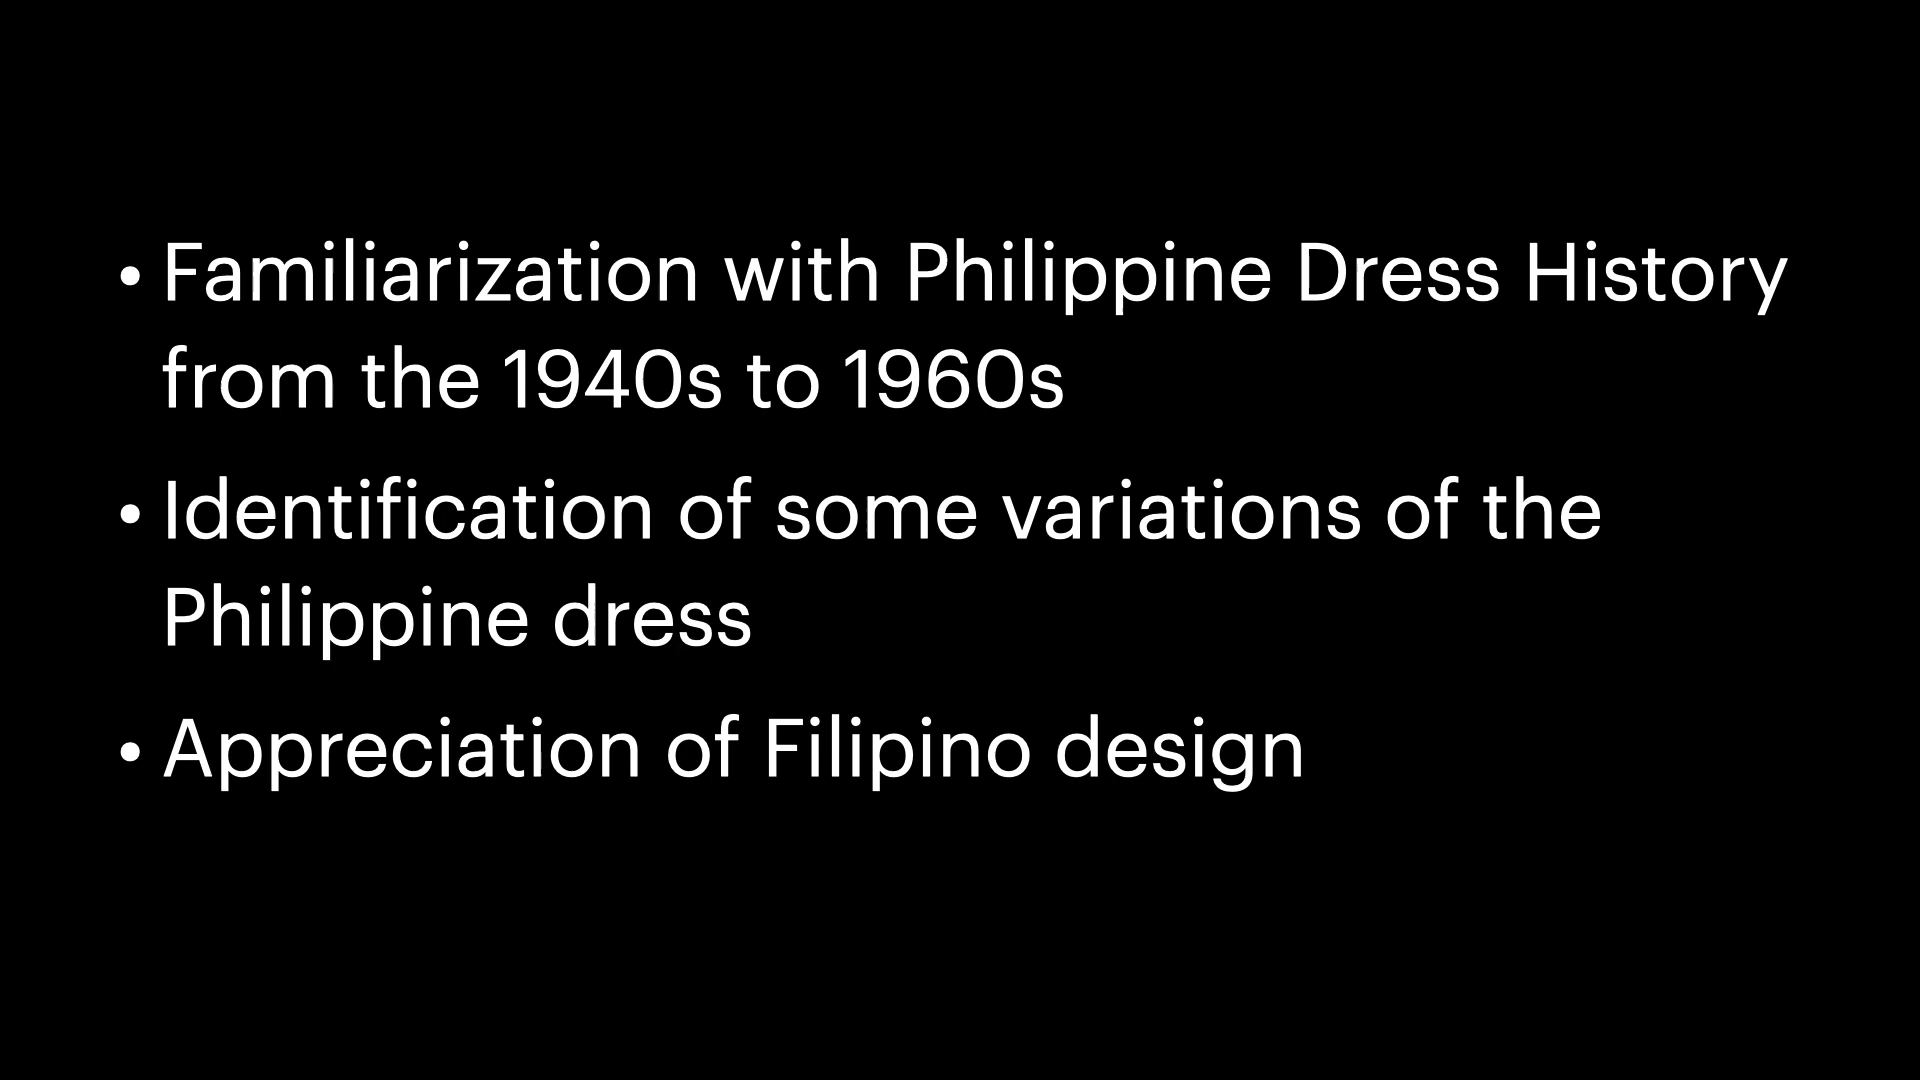 • Familiarization with Philippine Dress History
from the 1940s to 1960s
• Identification of some variations of the
Philippine dress
• Appreciation of Filipino design